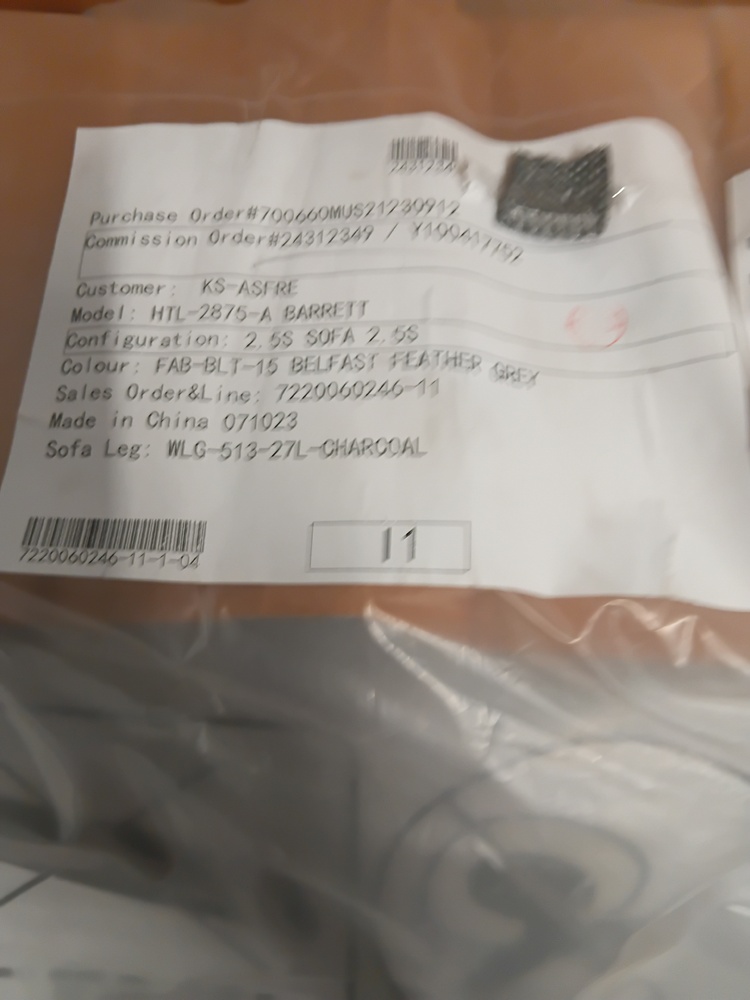 Purchase Order#700660MUS21230912
Commission Order#24312349 / Y100417752
Customer: KS-ASFRE
Model: HTL-2875-A BARRETT
Configuration: 2.5S SOFA 2.5S
Colour: FAB-BLT-15 BELFAST FEATHER GREY
Sales Order&Line: 7220060246-11
Made in China 071023
Sofa Leg: WLG-513-27L-CHARCOAL
7220060246-11-1-04
11